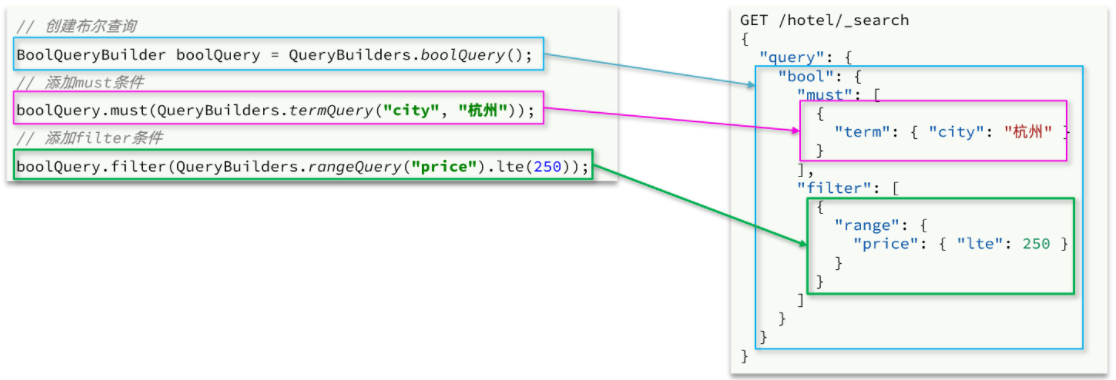 // 创建布尔查询
BoolQueryBuilder boolQuery = QueryBuilders.boolQuery();
// 添加must条件
boolQuery.must(QueryBuilders.termQuery("city", "杭州"));
// 添加filter条件
boolQuery.filter(QueryBuilders.rangeQuery("price").lte(250));
GET /hotel/_search
{
  "query": {
    "bool": {
      "must": [
        {
          "term": { "city": "杭州" }
        }
      ],
      "filter": [
        {
          "range": {
            "price": { "lte": 250 }
          }
        }
      ]
    }
  }
}